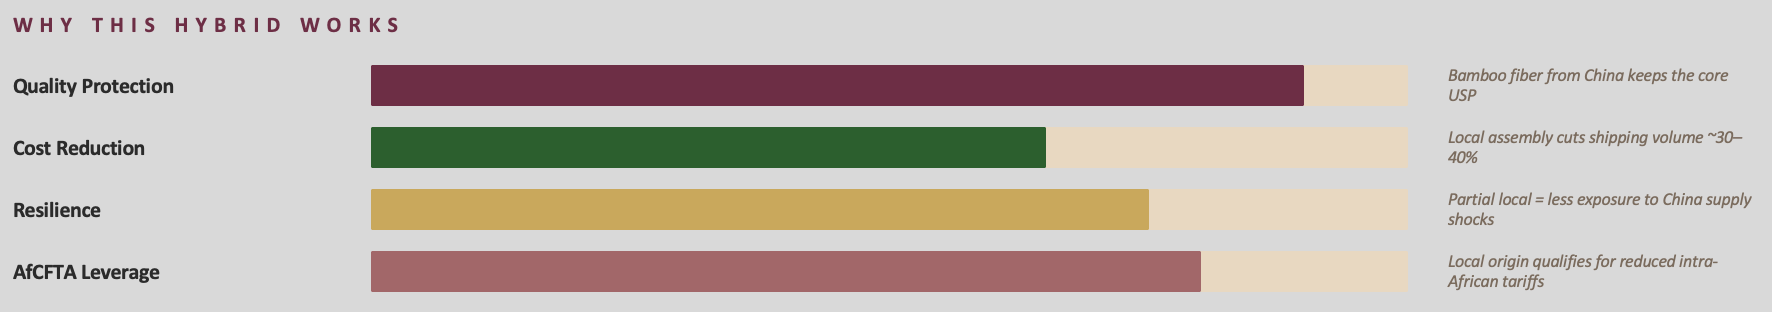 WHY THIS HYBRID WORKS
Quality Protection
Bamboo fiber from China keeps the core
USP
Cost Reduction
Local assembly cuts shipping volume ~30–
40%
Resilience
Partial local = less exposure to China supply
shocks
AfCFTA Leverage
Local origin qualifies for reduced intra-
African tariffs